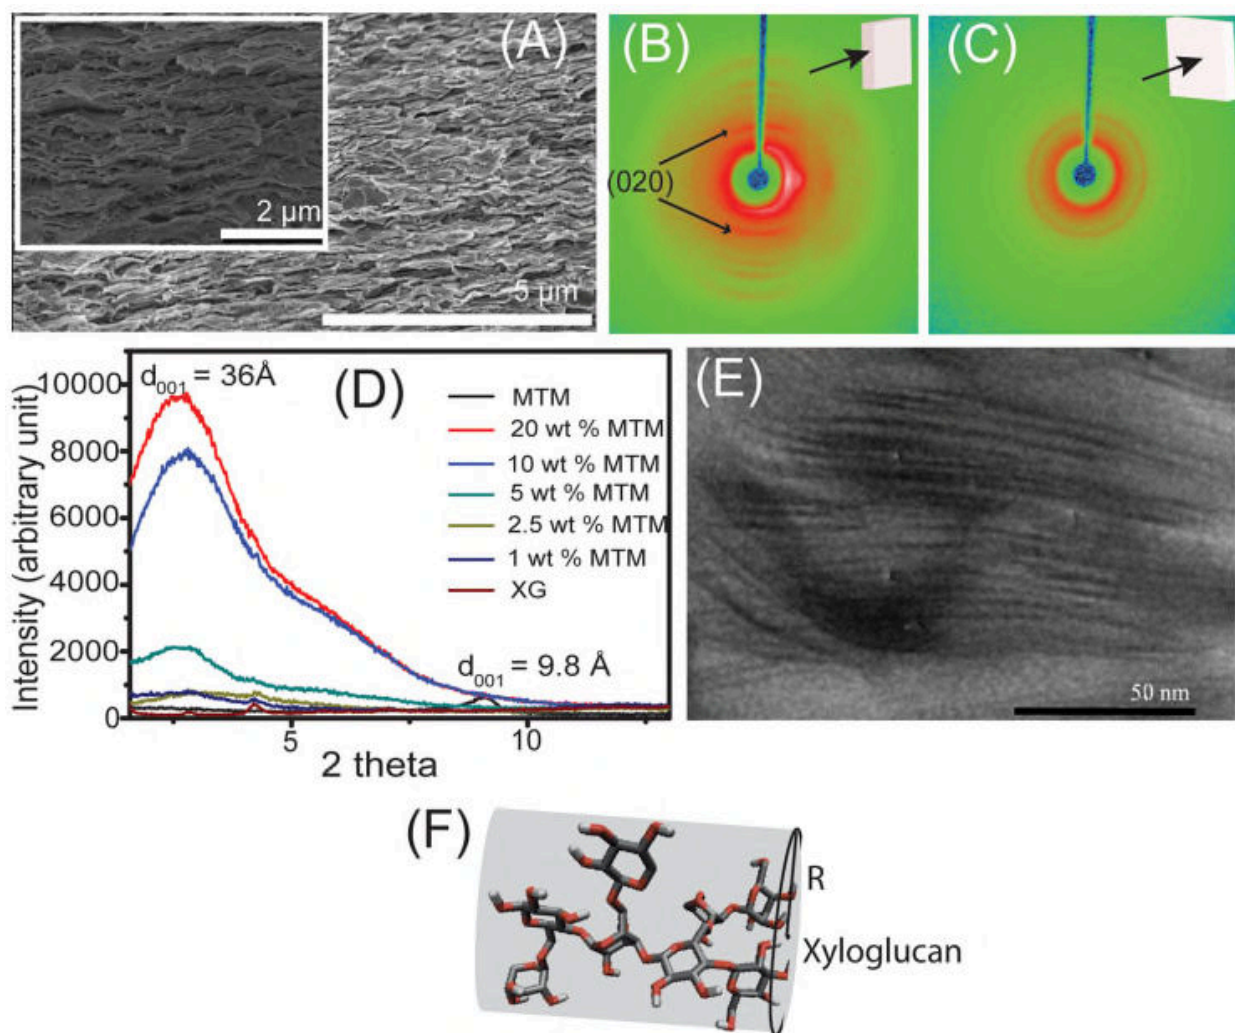 (A)
2 µm
5 µm
(B)
(020)
(C)
(D)
d001 = 36Å
MTM
20 wt % MTM
10 wt % MTM
5 wt % MTM
2.5 wt % MTM
1 wt % MTM
XG
d001 = 9.8 Å
Intensity (arbitrary unit)
10000
8000
6000
4000
2000
0
5
10
2 theta
(E)
50 nm
(F)
R
Xyloglucan